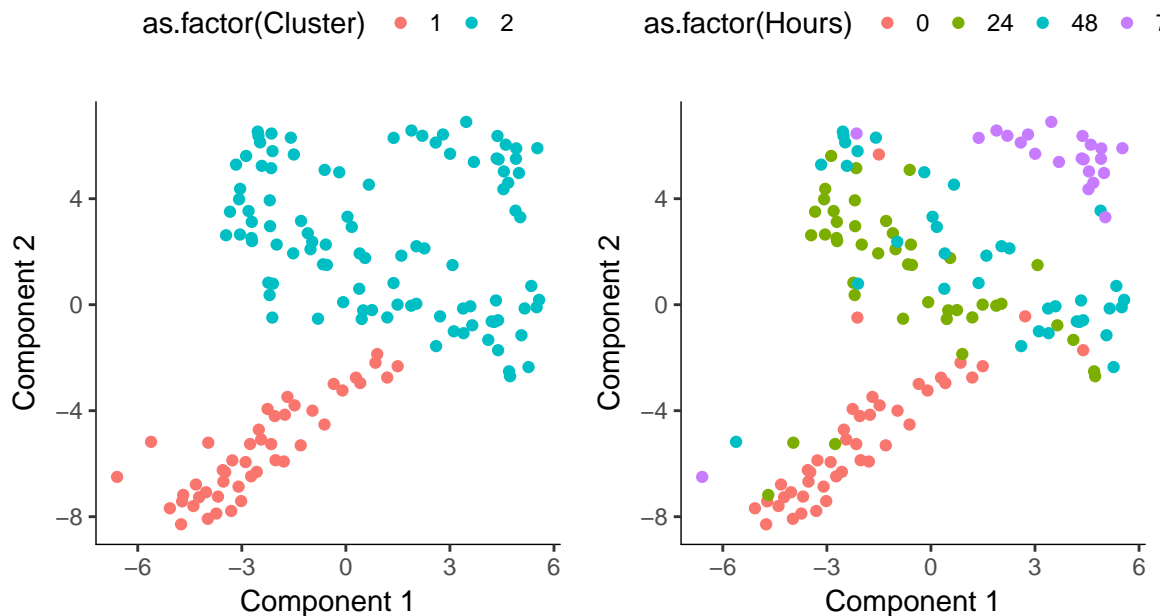 as.factor(Cluster) 1 2
as.factor(Hours) 0 24 48 7
Component 2
4
0
−4
−8
−6 −3 0 3 6
Component 1
Component 2
4
0
−4
−8
−6 −3 0 3 6
Component 1